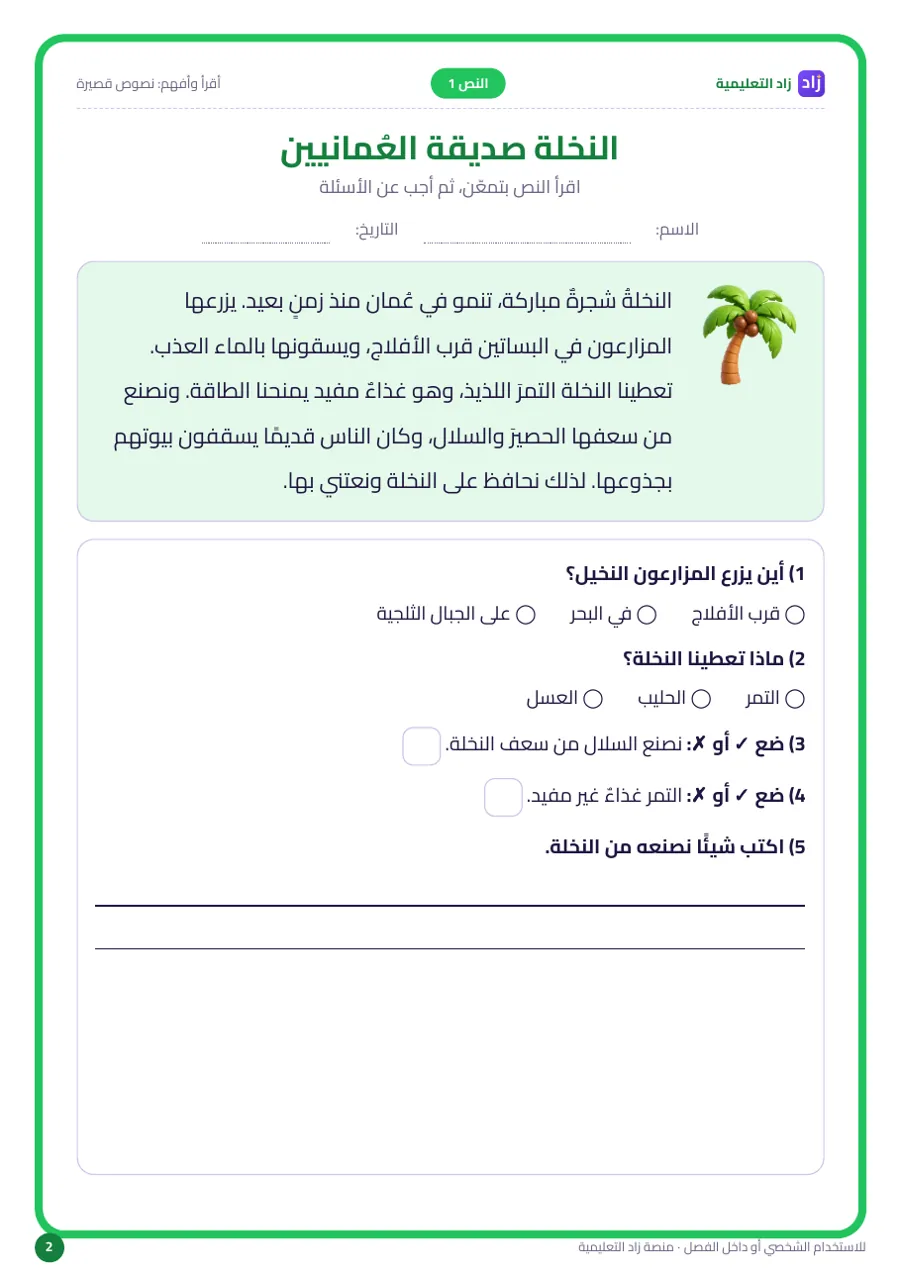 زاد زاد التعليمية
النص 1
أقرأ وأفهم: نصوص قصيرة
النخلة صديقة العُمانيين
اقرأ النص بتمعّن، ثم أجب عن الأسئلة
الاسم: التاريخ:
النخلةُ شجرةٌ مباركة، تنمو في عُمان منذ زمنٍ بعيد. يزرعها
المزارعون في البساتين قرب الأفلاج، ويسقونها بالماء العذب.
تعطينا النخلة التمرَ اللذيذ، وهو غذاءٌ مفيد يمنحنا الطاقة. ونصنع
من سعفها الحصيرَ والسلال، وكان الناس قديمًا يسقفون بيوتهم
بجذوعها. لذلك نحافظ على النخلة ونعتني بها.
1) أين يزرع المزارعون النخيل؟
قرب الأفلاج في البحر على الجبال الثلجية
2) ماذا تعطينا النخلة؟
التمر الحليب العسل
3) ضع ✓ أو ✗: نصنع السلال من سعف النخلة.
4) ضع ✓ أو ✗: التمر غذاءٌ غير مفيد.
5) اكتب شيئًا نصنعه من النخلة.
للاستخدام الشخصي أو داخل الفصل · منصة زاد التعليمية
2